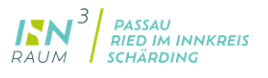 INN³ RAUM
PASSAU
RIED IM INNKREIS
SCHÄRDING